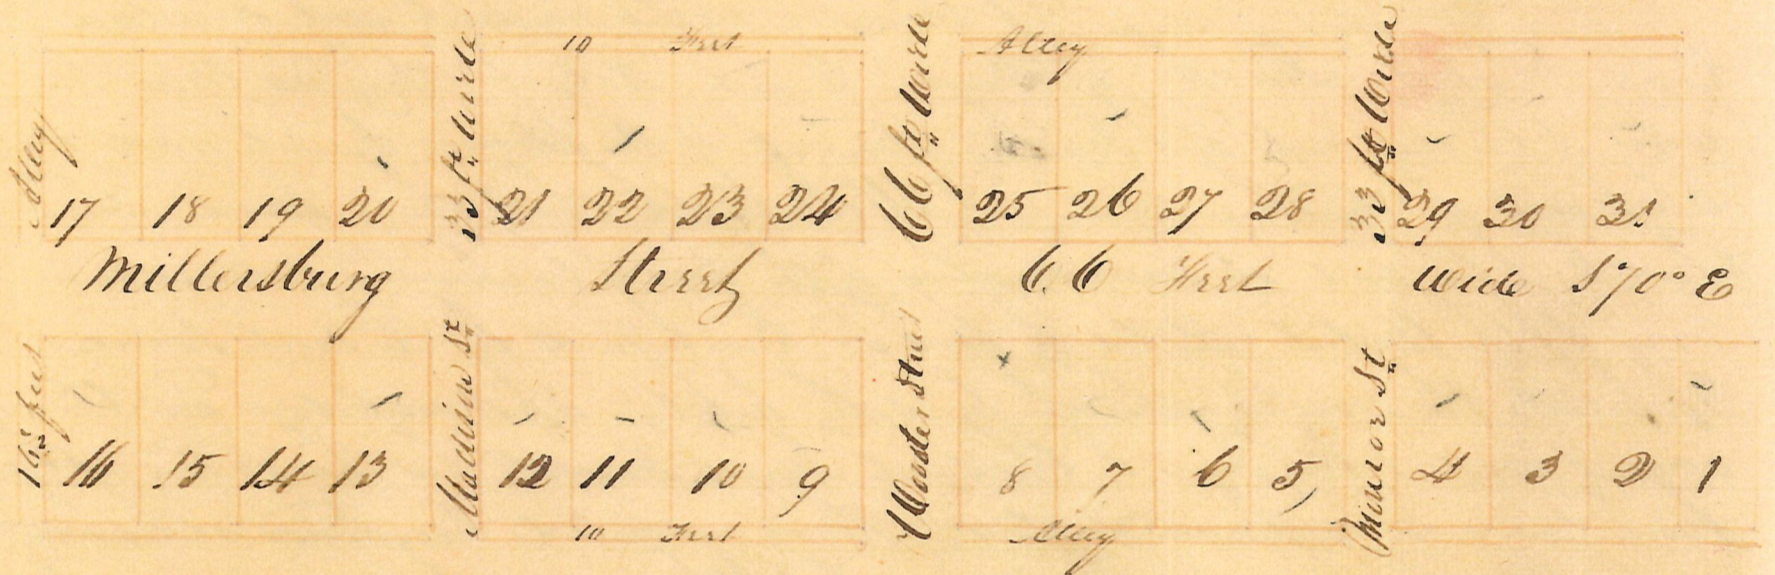 10 Feet Alley
Alley
33 ft Wide
66 ft Wide
33 ft Wide
17 18 19 20 21 22 23 24 25 26 27 28 29 30 31
Millersburg Street 66 Feet Wide S 70° E
16½ feet
Madison St
Wooster Street
St
16 15 14 13 12 11 10 9 8 7 6 5, 4 3 2 1
10 Feet Alley